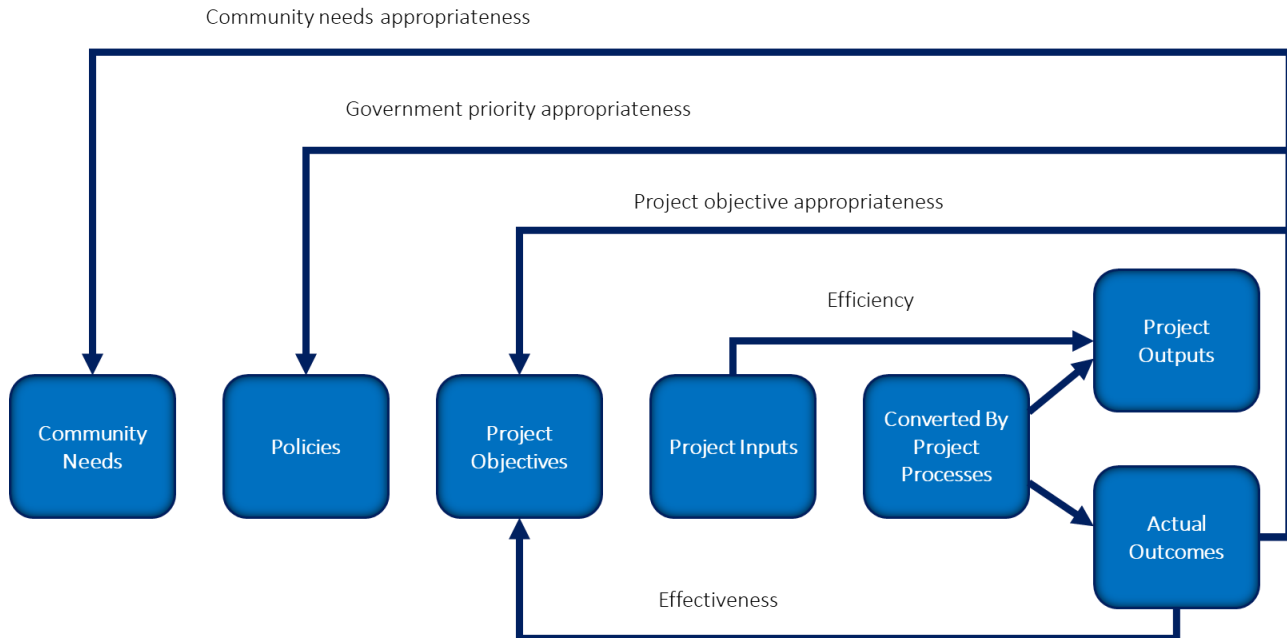 Community needs appropriateness
Government priority appropriateness
Project objective appropriateness
Efficiency
Project
Outputs
Community
Needs
Policies
Project
Objectives
Project Inputs
Converted By
Project
Processes
Actual
Outcomes
Effectiveness